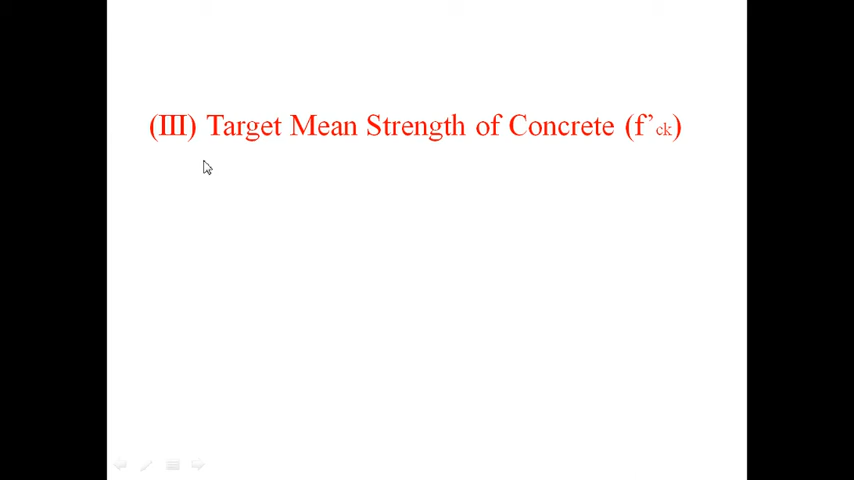 (III) Target Mean Strength of Concrete (f’ck)